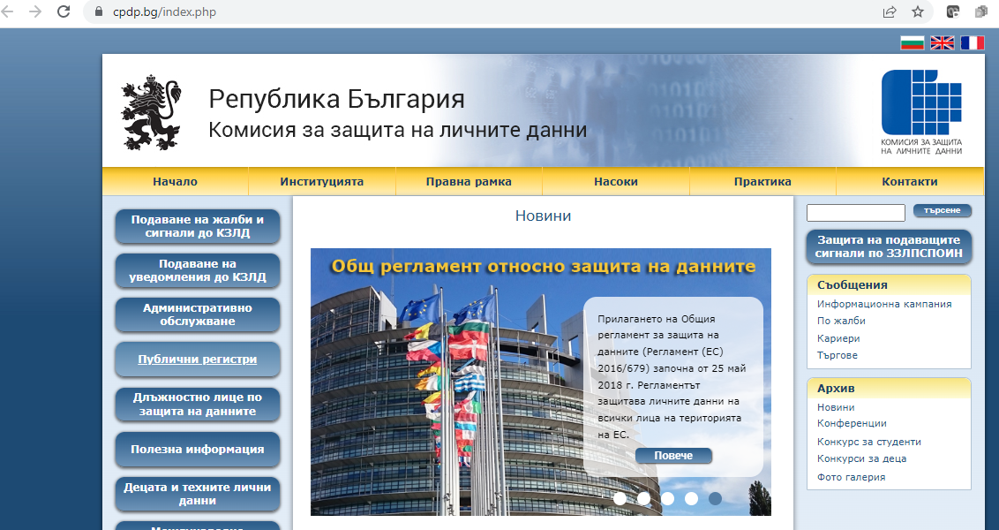 cpdp.bg/index.php
Република България
Комисия за защита на личните данни
КОМИСИЯ ЗА ЗАЩИТА
НА ЛИЧНИТЕ ДАННИ
Начало
Институцията
Правна рамка
Насоки
Практика
Контакти
Подаване на жалби и
сигнали до КЗЛД
Подаване на
уведомления до КЗЛД
Административно
обслужване
Публични регистри
Длъжностно лице по
защита на данните
Полезна информация
Децата и техните лични
данни
Новини
Общ регламент относно защита на данните
Прилагането на Общия
регламент за защита на
данните (Регламент (ЕС)
2016/679) започна от 25 май
2018 г. Регламентът
защитава личните данни на
всички лица на територията
на ЕС.
Повече
търсене
Защита на подаващите
сигнали по ЗЗЛПСПОИН
Съобщения
Информационна кампания
По жалби
Кариери
Търгове
Архив
Новини
Конференции
Конкурс за студенти
Конкурси за деца
Фото галерия